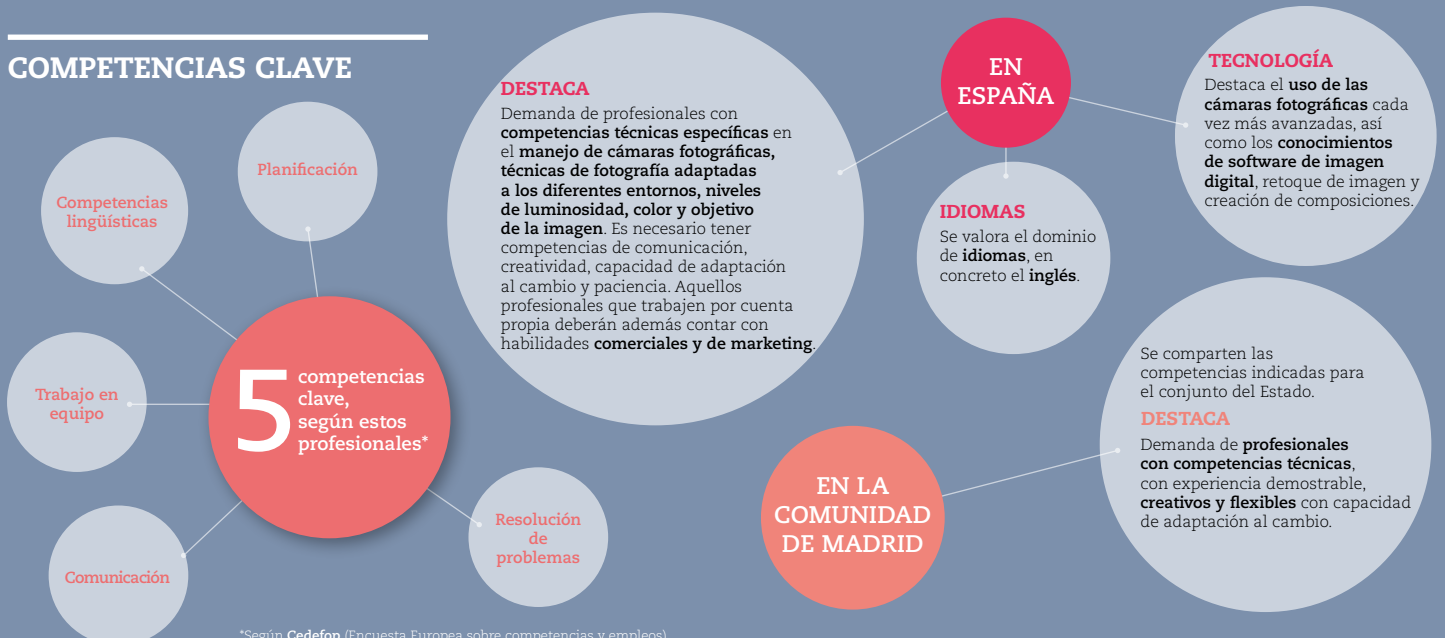 COMPETENCIAS CLAVE
Planificación
Competencias
lingüísticas
Trabajo en
equipo
Comunicación
Resolución
de
problemas
5
competencias
clave,
según estos
profesionales*
*Según Cedefop (Encuesta Europea sobre competencias y empleos)
DESTACA
Demanda de profesionales con
competencias técnicas específicas en
el manejo de cámaras fotográficas,
técnicas de fotografía adaptadas
a los diferentes entornos, niveles
de luminosidad, color y objetivo
de la imagen. Es necesario tener
competencias de comunicación,
creatividad, capacidad de adaptación
al cambio y paciencia. Aquellos
profesionales que trabajen por cuenta
propia deberán además contar con
habilidades comerciales y de marketing.
EN
ESPAÑA
IDIOMAS
Se valora el dominio
de idiomas, en
concreto el inglés.
TECNOLOGÍA
Destaca el uso de las
cámaras fotográficas cada
vez más avanzadas, así
como los conocimientos
de software de imagen
digital, retoque de imagen y
creación de composiciones.
EN LA
COMUNIDAD
DE MADRID
Se comparten las
competencias indicadas para
el conjunto del Estado.
DESTACA
Demanda de profesionales
con competencias técnicas,
con experiencia demostrable,
creativos y flexibles con capacidad
de adaptación al cambio.